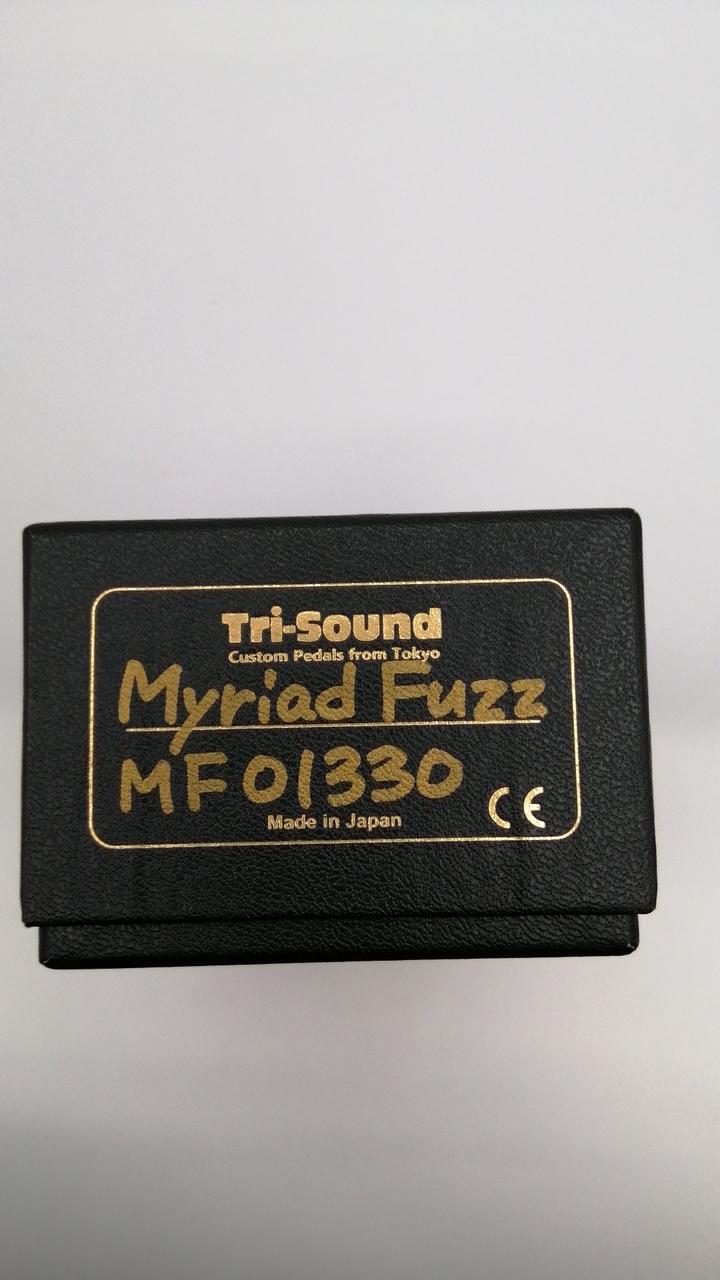 Tri-Sound
Custom Pedals from Tokyo
Myriad Fuzz
MF01330
Made in Japan
CE